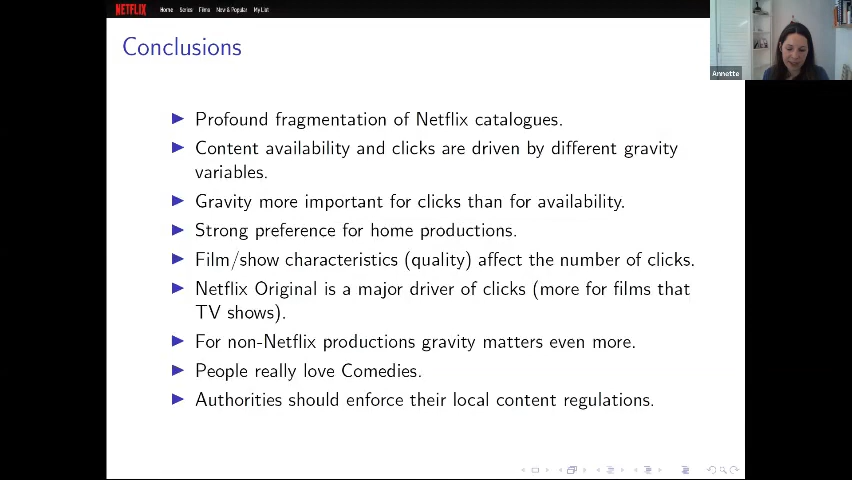 NETFLIX Home Series Films New & Popular My List
Conclusions
Annette
Profound fragmentation of Netflix catalogues.
Content availability and clicks are driven by different gravity
variables.
Gravity more important for clicks than for availability.
Strong preference for home productions.
Film/show characteristics (quality) affect the number of clicks.
Netflix Original is a major driver of clicks (more for films that
TV shows).
For non-Netflix productions gravity matters even more.
People really love Comedies.
Authorities should enforce their local content regulations.